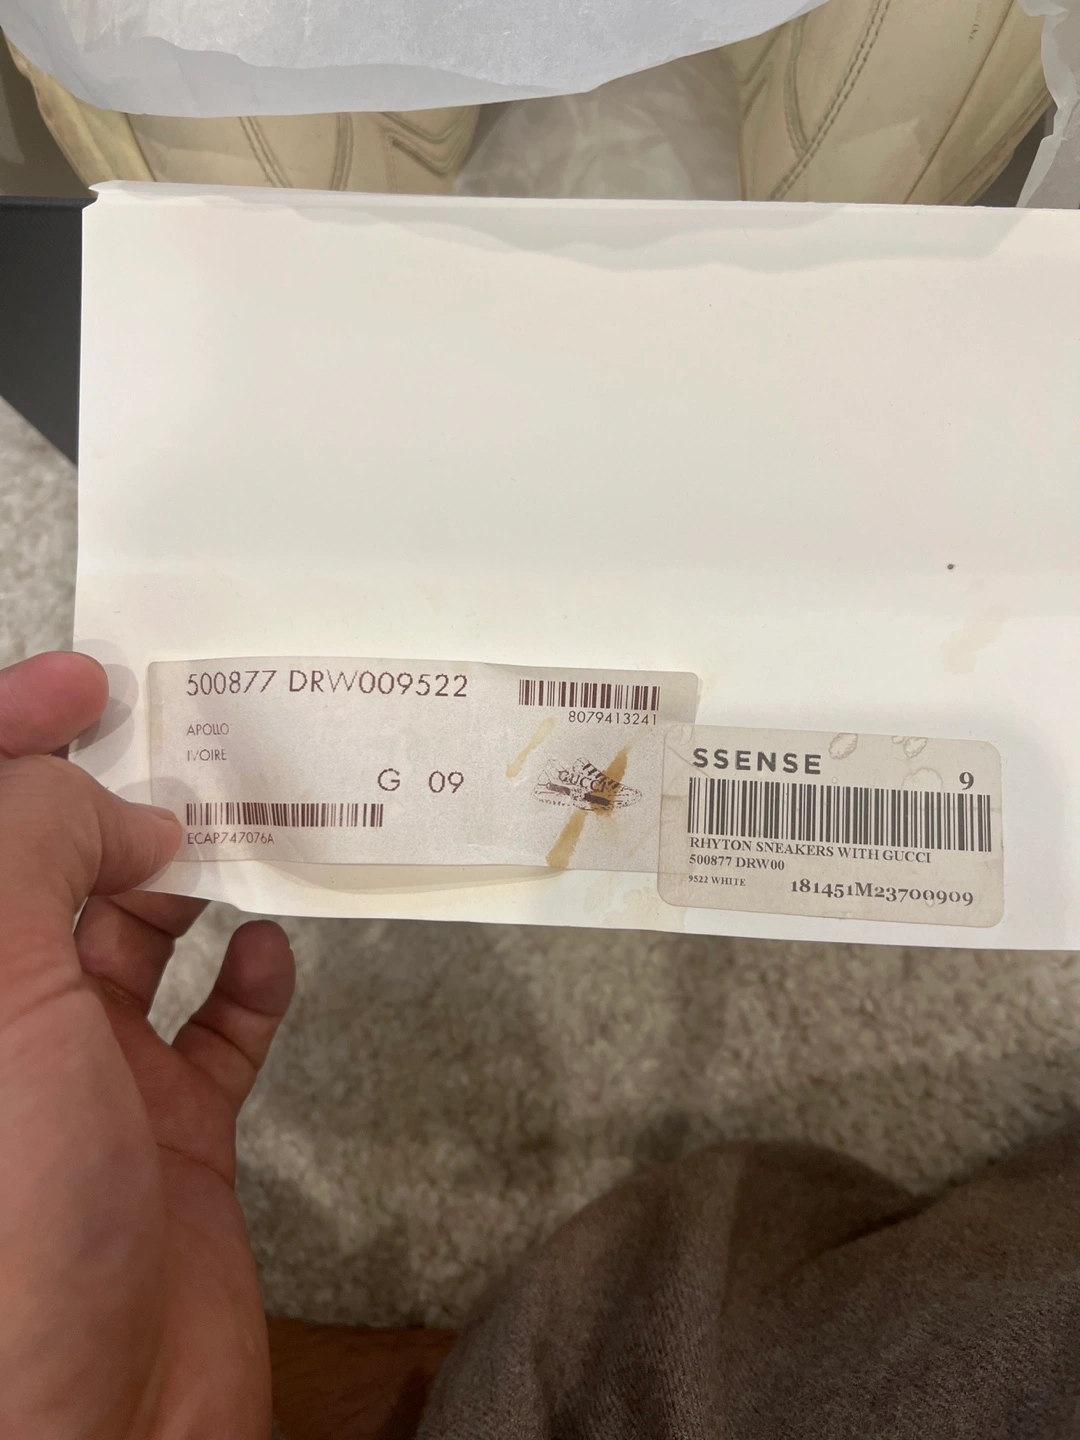 500877 DRW009522
8079413241
APOLLO
IVOIRE
G 09
GUCCI
ECAP747076A
SSENSE
9
RHYTON SNEAKERS WITH GUCCI
500877 DRW00
9522 WHITE
181451M23700909